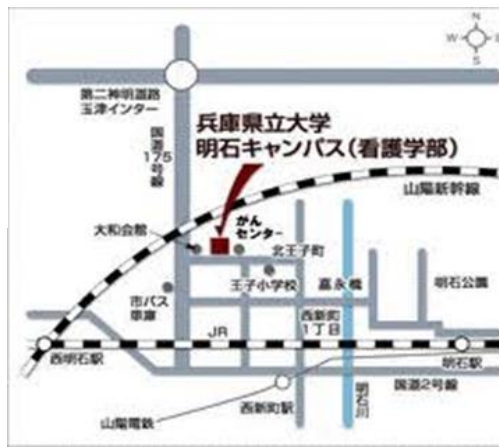 N
W
S
第二神明道路
玉津インター
国道175号線
兵庫県立大学
明石キャンパス(看護学部)
山陽新幹線
大和会館
がん
センター
北王子町
王子小学校
嘉永橋
明石公園
市バス
車庫
西新町
1丁目
JR
西明石駅
明石駅
国道2号線
明石川
山陽電鉄
西新町駅